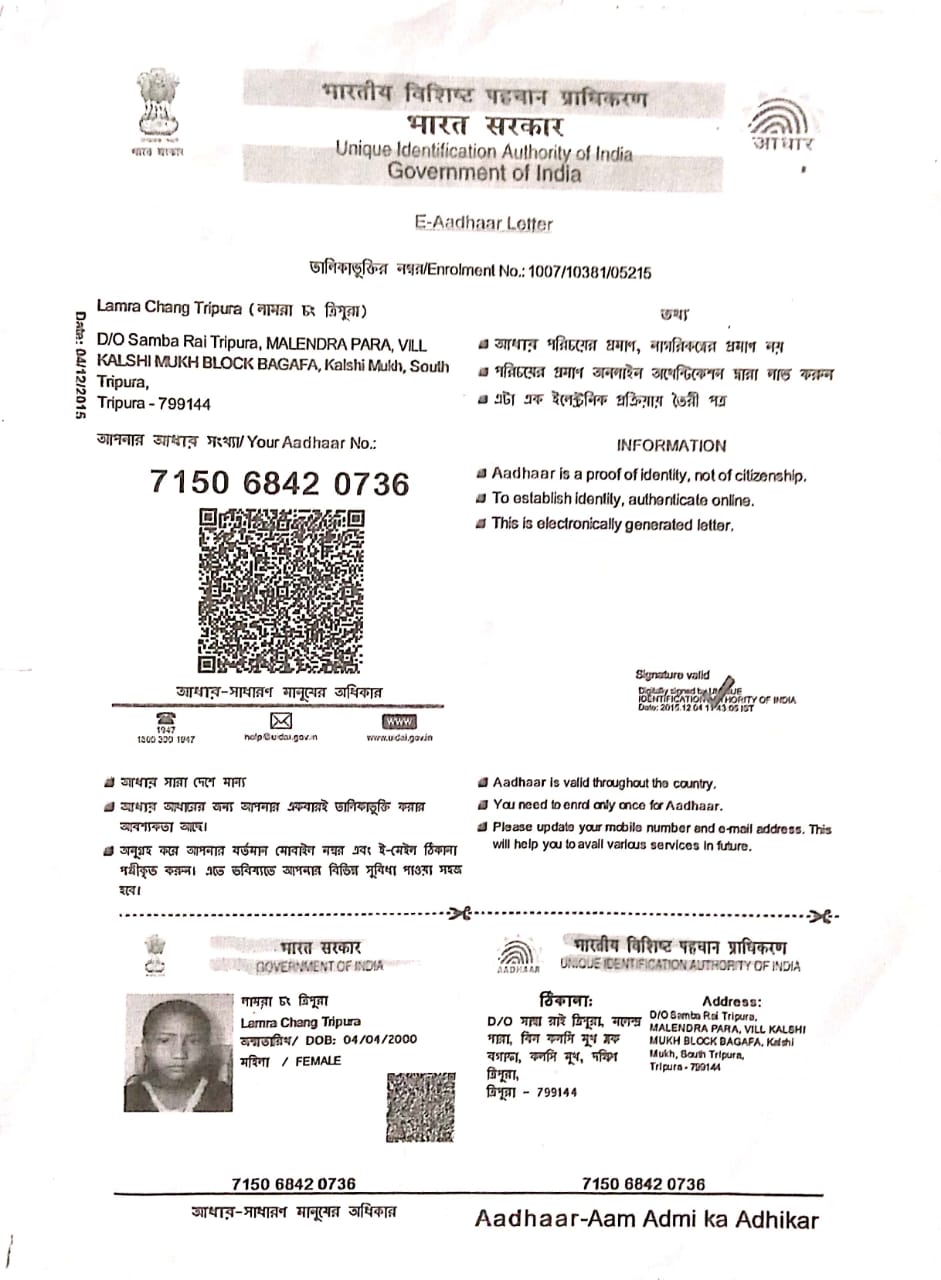 भारतीय विशिष्ट पहचान प्राधिकरण
भारत सरकार
Unique Identification Authority of India
Government of India
भारत सरकार
आधार
E-Aadhaar Letter
তালিকাভুক্তির নম্বর/Enrolment No.: 1007/10381/05215
Date: 04/12/2015
Lamra Chang Tripura (লামরা চং ত্রিপুরা)
D/O Samba Rai Tripura, MALENDRA PARA, VILL
KALSHI MUKH BLOCK BAGAFA, Kalshi Mukh, South
Tripura,
Tripura - 799144
আপনার আধার সংখ্যা/ Your Aadhaar No.:
7150 6842 0736
আধার-সাধারণ মানুষের অধিকার
1947
1800 300 1947
help@uidai.gov.in
www
www.uidai.gov.in
তথ্য
আধার পরিচয়ের প্রমাণ, নাগরিকত্বের প্রমাণ নয়
পরিচয়ের প্রমাণ অনলাইন অথেন্টিকেশন দ্বারা লাভ করুন
এটা এক ইলেক্ট্রনিক প্রক্রিয়ায় তৈরী পত্র
INFORMATION
Aadhaar is a proof of identity, not of citizenship.
To establish identity, authenticate online.
This is electronically generated letter.
Signature valid
Digitally signed by
IDENTIFICATION AUTHORITY OF INDIA
Date: 2015.12.04 11:43:05 IST
আধার সারা দেশে মান্য
আধার আধারের জন্য আপনার একবারই তালিকাভুক্তি করার
আবশ্যকতা আছে।
অনুগ্রহ করে আপনার বর্তমান মোবাইল নম্বর এবং ই-মেইল ঠিকানা
পঞ্জীকৃত করুন। এতে ভবিষ্যতে আপনার বিভিন্ন সুবিধা পাওয়া সহজ
হবে।
Aadhaar is valid throughout the country.
You need to enrol only once for Aadhaar.
Please update your mobile number and e-mail address. This
will help you to avail various services in future.
भारत सरकार
GOVERNMENT OF INDIA
লামরা চং ত্রিপুরা
Lamra Chang Tripura
জন্মতারিখ/ DOB: 04/04/2000
মহিলা / FEMALE
7150 6842 0736
আধার-সাধারণ মানুষের অধিকার
AADHAAR
भारतीय विशिष्ट पहचान प्राधिकरण
UNIQUE IDENTIFICATION AUTHORITY OF INDIA
ঠিকানা:
D/O সাম্বা রাই ত্রিপুরা, মলেন্দ্র
পারা, ভিল কলসি মুখ ব্লক
বগাফা, কলসি মুখ, দক্ষিণ
ত্রিপুরা,
ত্রিপুরা - 799144
Address:
D/O Samba Rai Tripura,
MALENDRA PARA, VILL KALSHI
MUKH BLOCK BAGAFA, Kalshi
Mukh, South Tripura,
Tripura - 799144
7150 6842 0736
Aadhaar-Aam Admi ka Adhikar